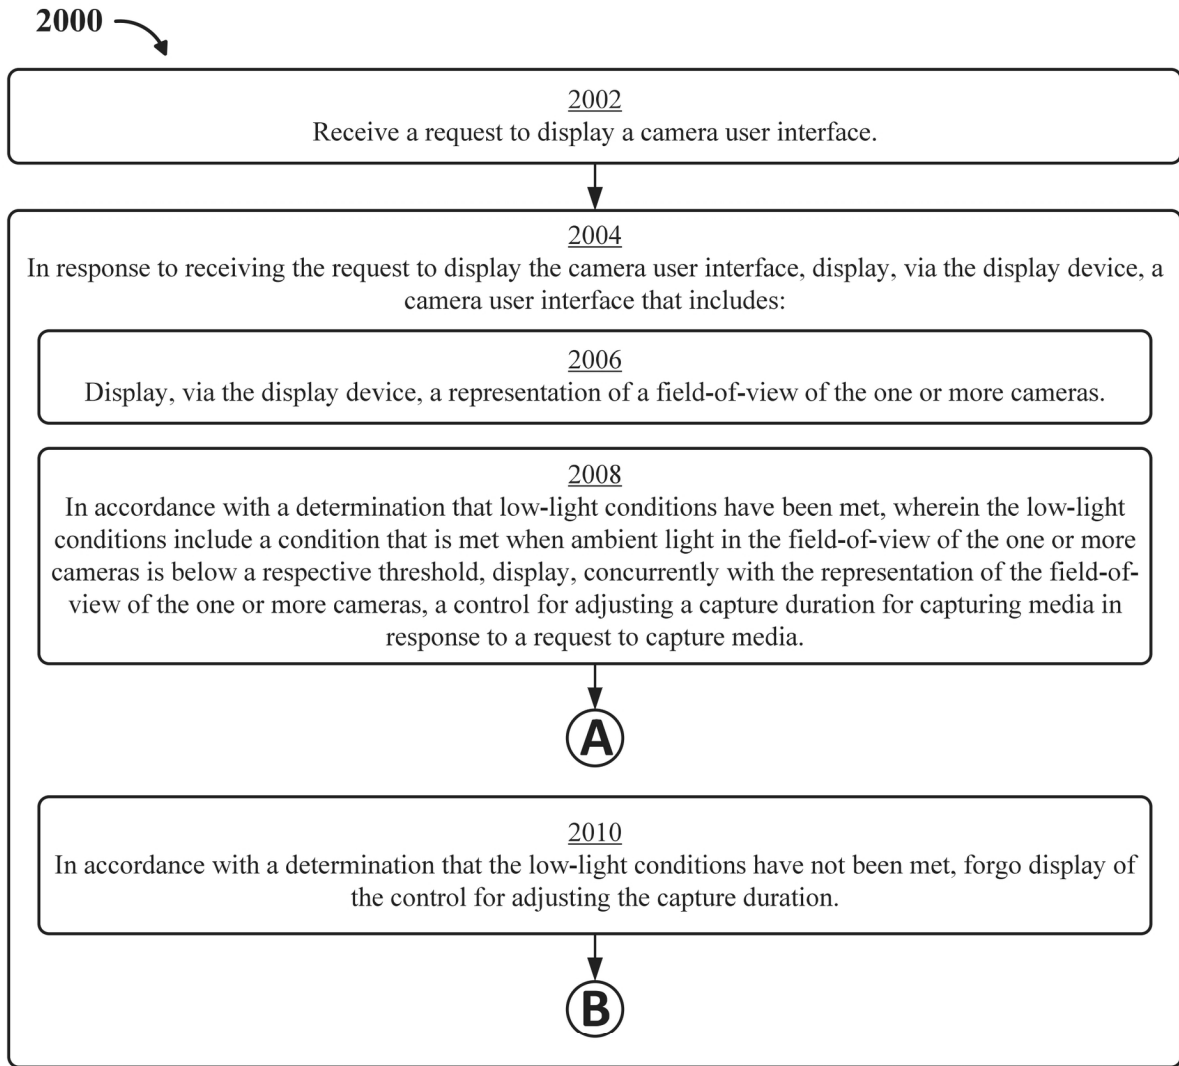 2000
2002
Receive a request to display a camera user interface.
2004
In response to receiving the request to display the camera user interface, display, via the display device, a
camera user interface that includes:
2006
Display, via the display device, a representation of a field-of-view of the one or more cameras.
2008
In accordance with a determination that low-light conditions have been met, wherein the low-light
conditions include a condition that is met when ambient light in the field-of-view of the one or more
cameras is below a respective threshold, display, concurrently with the representation of the field-of-
view of the one or more cameras, a control for adjusting a capture duration for capturing media in
response to a request to capture media.
A
2010
In accordance with a determination that the low-light conditions have not been met, forgo display of
the control for adjusting the capture duration.
B